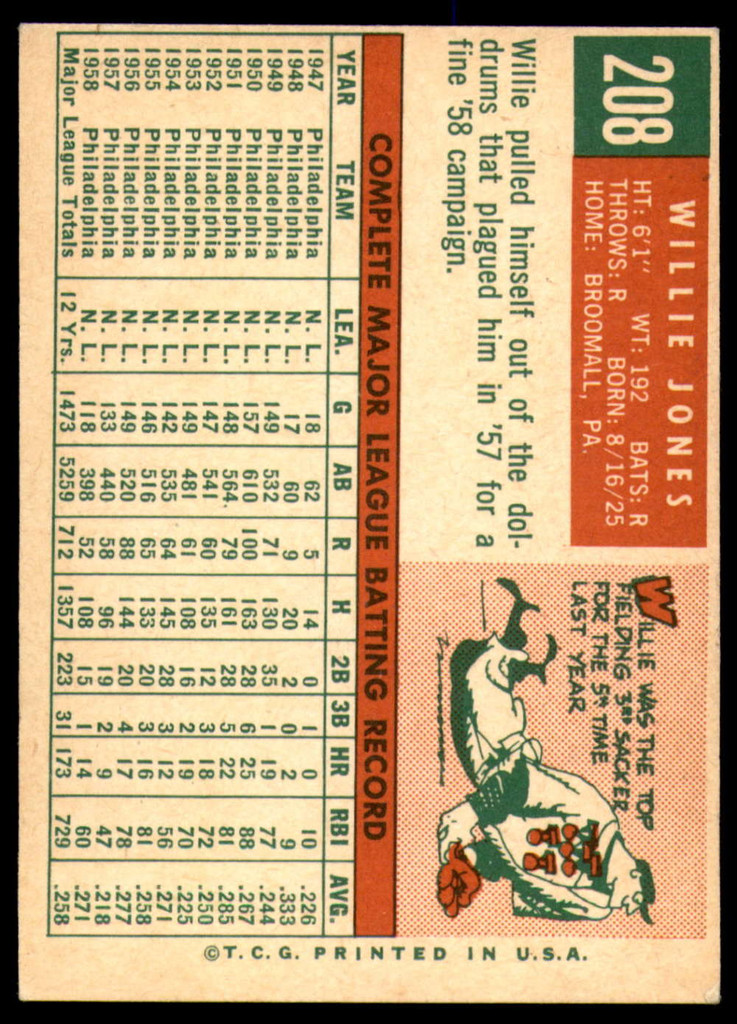 208
WILLIE JONES
HT: 6'1" WT: 192 BATS: R
THROWS: R BORN: 8/16/25
HOME: BROOMALL, PA.
Willie pulled himself out of the dol-
drums that plagued him in '57 for a
fine '58 campaign.
WILLIE WAS THE TOP
FIELDING 3RD SACKER
FOR THE 5TH TIME
LAST YEAR
COMPLETE MAJOR LEAGUE BATTING RECORD
YEAR TEAM LEA. G AB R H 2B 3B HR RBI AVG.
1947 Philadelphia N. L. 18 62 5 14 0 1 0 10 .226
1948 Philadelphia N. L. 17 60 9 20 2 0 2 9 .333
1949 Philadelphia N. L. 149 532 71 130 35 1 19 77 .244
1950 Philadelphia N. L. 157 610 100 163 28 6 25 88 .267
1951 Philadelphia N. L. 148 564 79 161 28 5 22 81 .285
1952 Philadelphia N. L. 147 541 60 135 12 3 18 72 .250
1953 Philadelphia N. L. 149 481 61 108 16 2 19 70 .225
1954 Philadelphia N. L. 142 535 64 145 28 3 12 56 .271
1955 Philadelphia N. L. 146 516 65 133 20 3 16 81 .258
1956 Philadelphia N. L. 149 520 88 144 20 4 17 78 .277
1957 Philadelphia N. L. 133 440 58 96 19 2 9 47 .218
1958 Philadelphia N. L. 118 398 52 108 15 1 14 60 .271
Major League Totals 12 Yrs. 1473 5259 712 1357 223 31 173 729 .258
©T.C.G. PRINTED IN U.S.A.